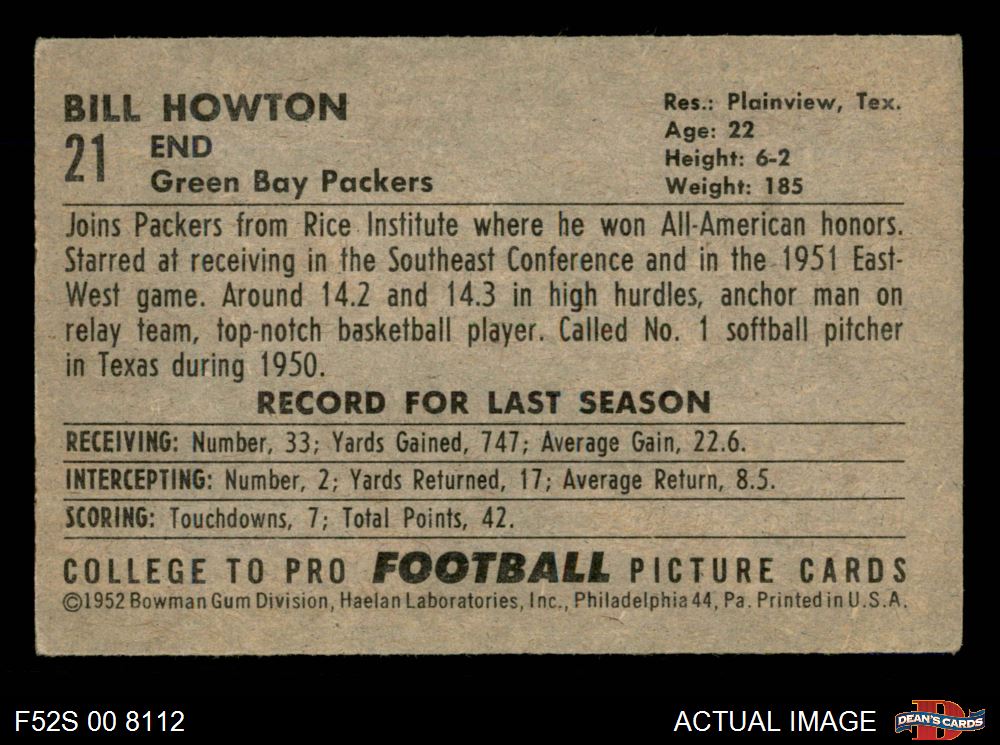 BILL HOWTON
21 END
Green Bay Packers
Res.: Plainview, Tex.
Age: 22
Height: 6-2
Weight: 185
Joins Packers from Rice Institute where he won All-American honors.
Starred at receiving in the Southeast Conference and in the 1951 East-
West game. Around 14.2 and 14.3 in high hurdles, anchor man on
relay team, top-notch basketball player. Called No. 1 softball pitcher
in Texas during 1950.
RECORD FOR LAST SEASON
RECEIVING: Number, 33; Yards Gained, 747; Average Gain, 22.6.
INTERCEPTING: Number, 2; Yards Returned, 17; Average Return, 8.5.
SCORING: Touchdowns, 7; Total Points, 42.
COLLEGE TO PRO FOOTBALL PICTURE CARDS
©1952 Bowman Gum Division, Haelan Laboratories, Inc., Philadelphia 44, Pa. Printed in U.S.A.
F52S 00 8112
ACTUAL IMAGE
D
DEAN'S CARDS